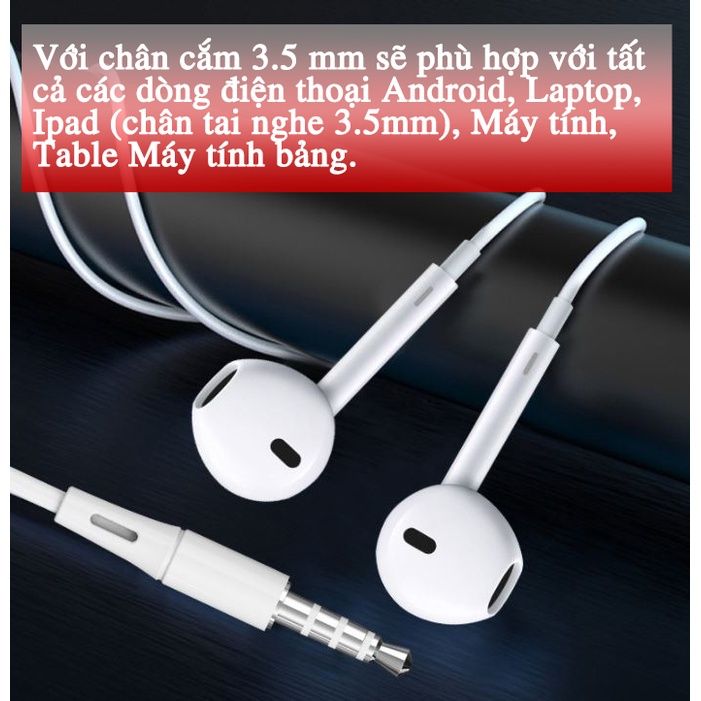 Với chân cắm 3.5 mm sẽ phù hợp với tất
cả các dòng điện thoại Android, Laptop,
Ipad (chân tai nghe 3.5mm), Máy tính,
Table Máy tính bảng.